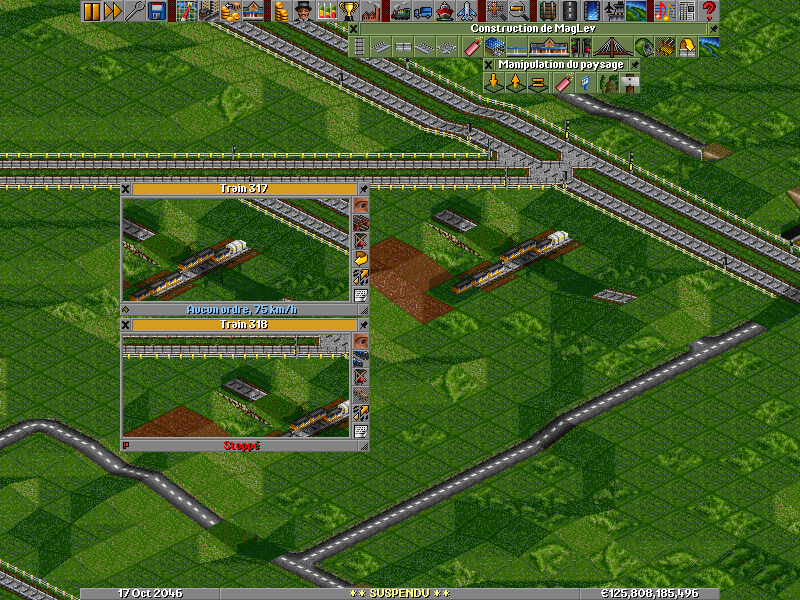 Construction de MagLev
Manipulation du paysage
Train 317
Aucun ordre, 75 km/h
Train 318
Stoppé
17 Oct 2046
** SUSPENDU **
€125,808,185,496